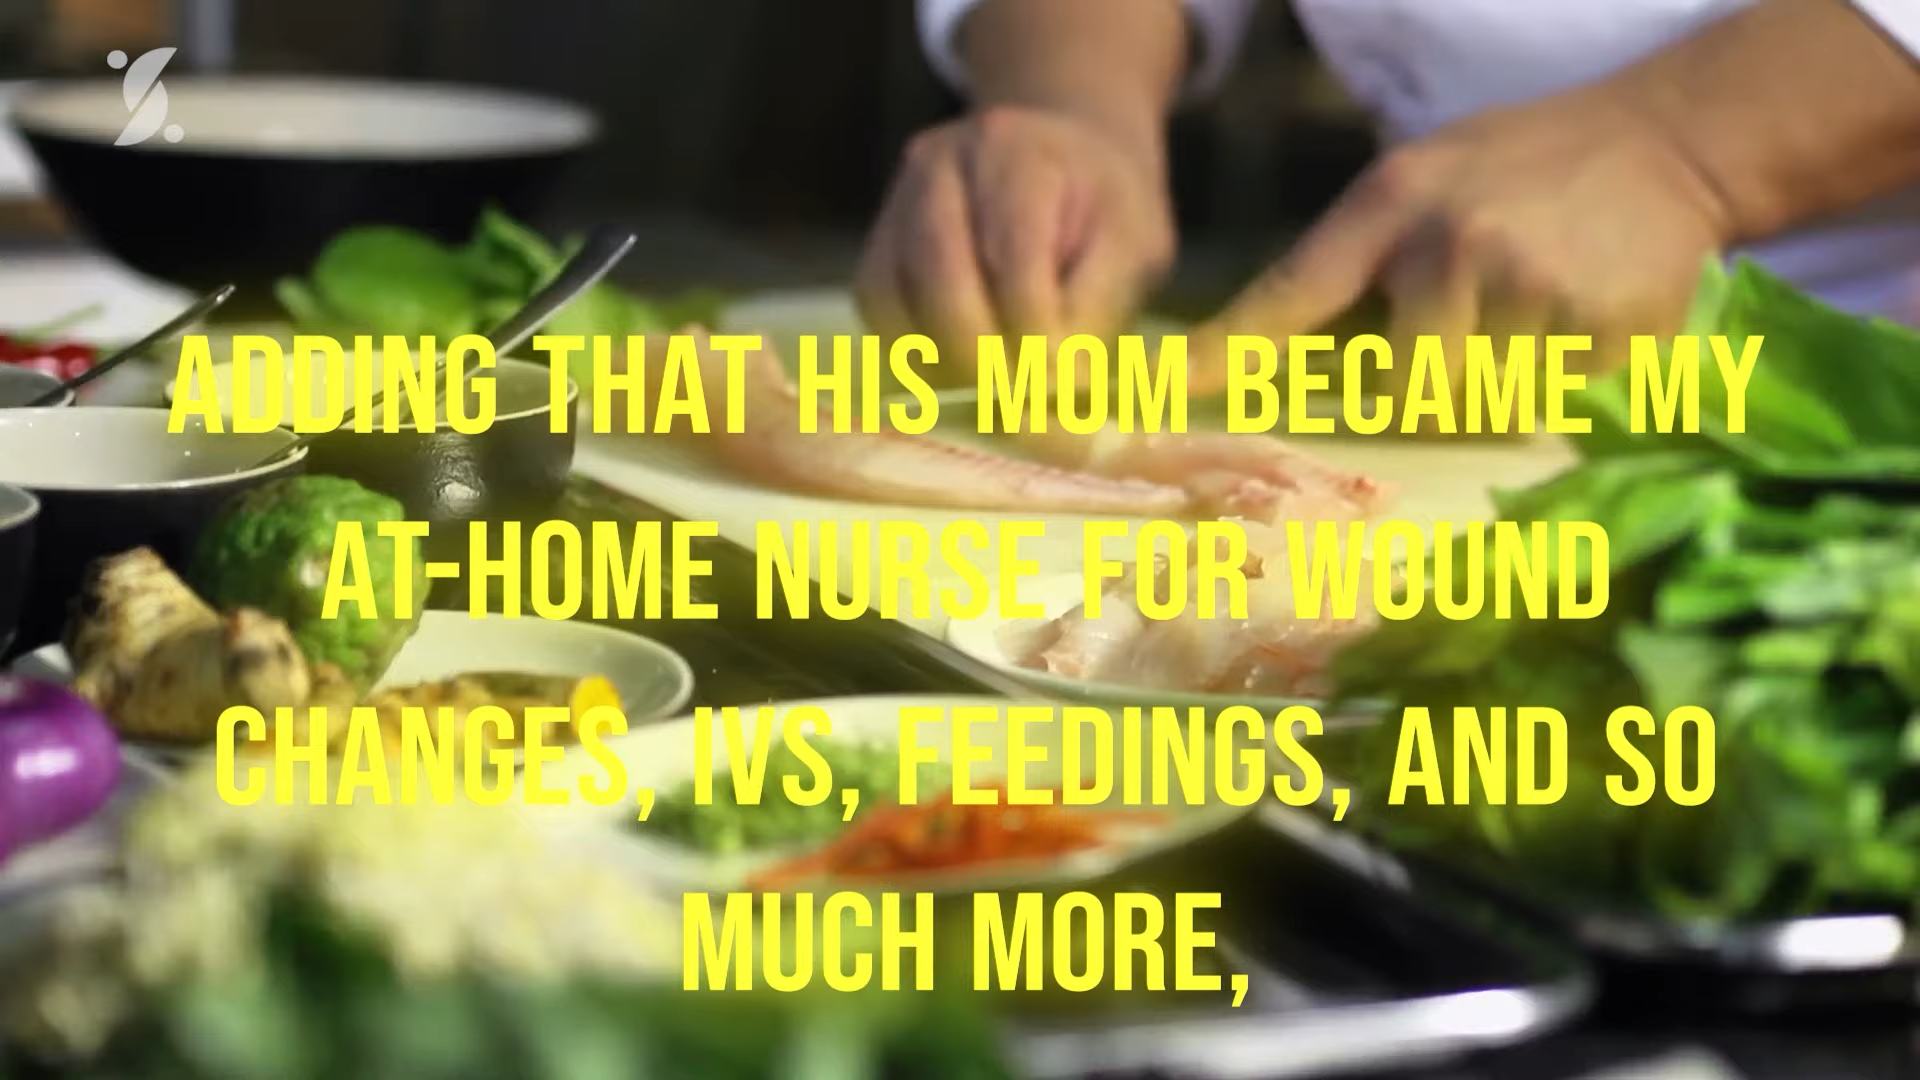 ADDING THAT HIS MOM BECAME MY
AT-HOME NURSE FOR WOUND
CHANGES, IVS, FEEDINGS, AND SO
MUCH MORE,